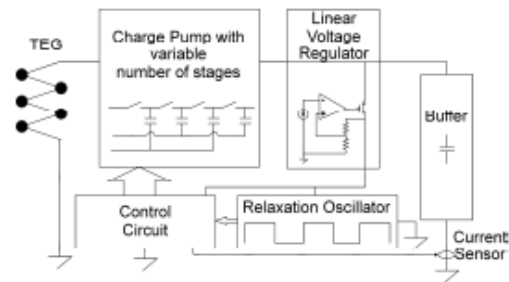 TEG
Charge Pump with
variable
number of stages
Linear
Voltage
Regulator
Buffer
Control
Circuit
Relaxation Oscillator
Current
Sensor